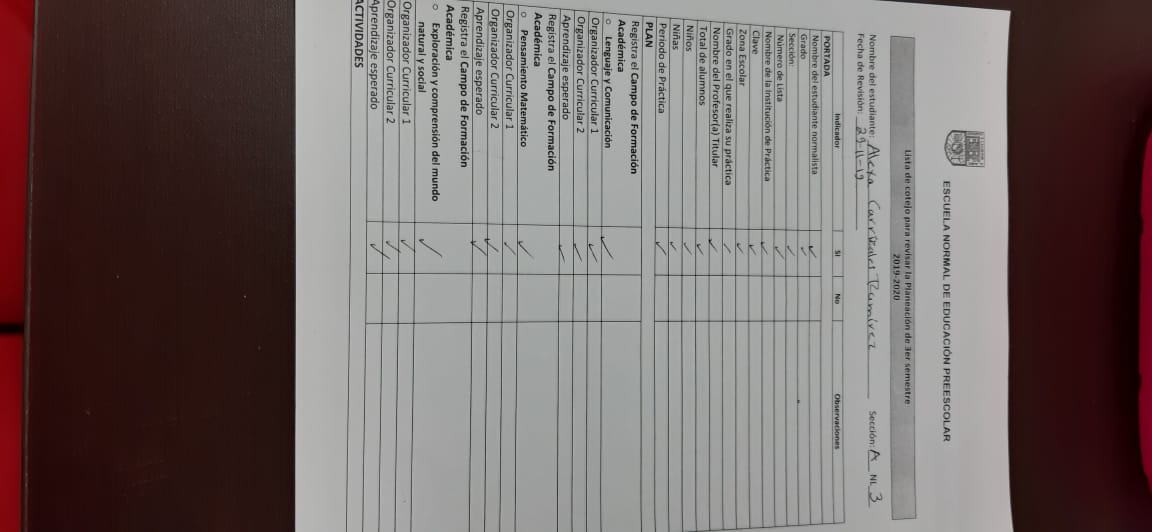 ESCUELA NORMAL DE EDUCACIÓN PREESCOLAR
Lista de cotejo para revisar la Planeación de 3er semestre
2019-2020
Nombre del estudiante: Alexa Carrizales Ramírez Sección: A NL 3
Fecha de Revisión: 29-11-19
Indicador SI No Observaciones
PORTADA
Nombre del estudiante normalista ✓
Grado ✓
Sección: ✓
Número de Lista ✓
Nombre de la Institución de Práctica ✓
Clave ✓
Zona Escolar ✓
Grado en el que realiza su práctica ✓
Nombre del Profesor(a) Titular ✓
Total de alumnos ✓
Niños ✓
Niñas ✓
Periodo de Práctica ✓
PLAN
Registra el Campo de Formación
Académica
○ Lenguaje y Comunicación ✓
Organizador Curricular 1 ✓
Organizador Curricular 2 ✓
Aprendizaje esperado ✓
Registra el Campo de Formación
Académica
○ Pensamiento Matemático ✓
Organizador Curricular 1 ✓
Organizador Curricular 2 ✓
Aprendizaje esperado ✓
Registra el Campo de Formación
Académica
○ Exploración y comprensión del mundo
natural y social ✓
Organizador Curricular 1 ✓
Organizador Curricular 2 ✓
Aprendizaje esperado ✓
ACTIVIDADES